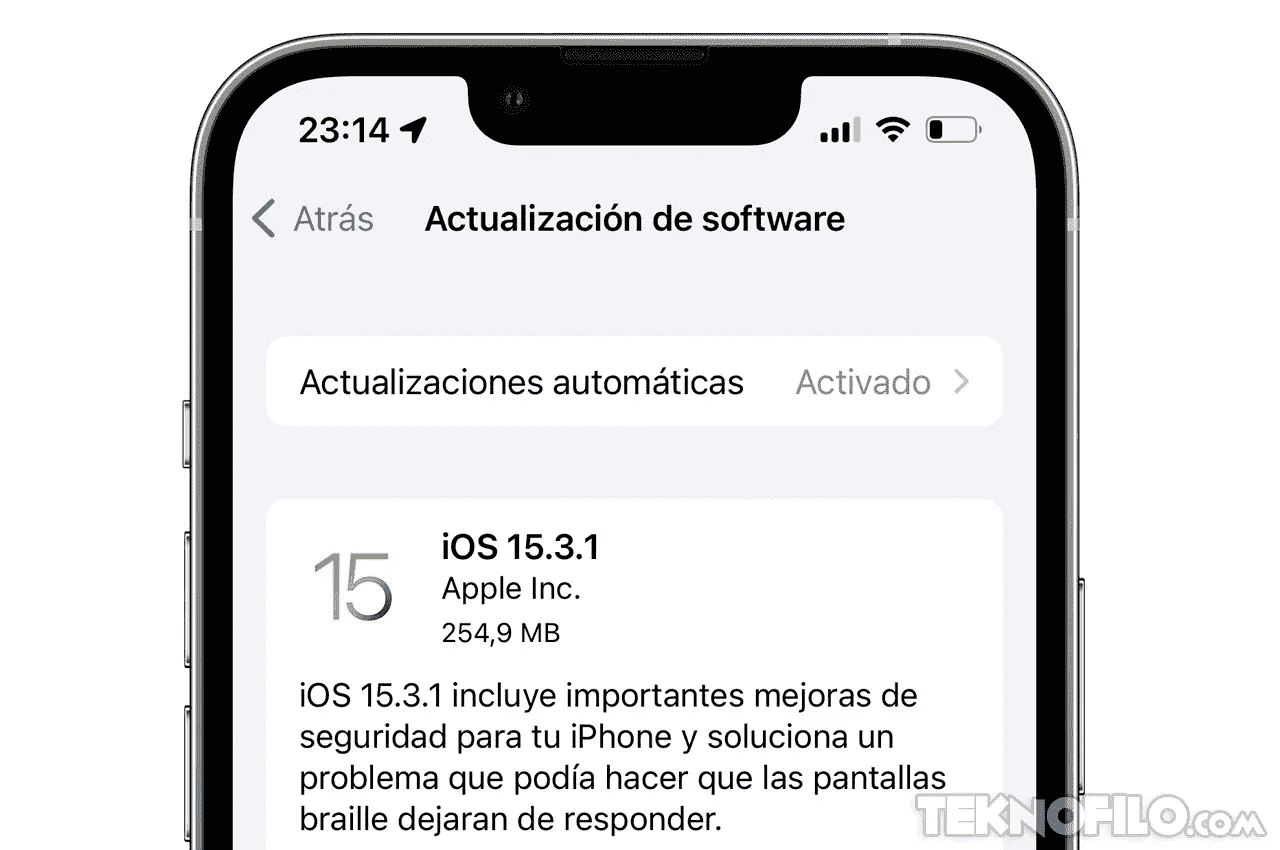 23:14
Atrás Actualización de software
Actualizaciones automáticas Activado
15
iOS 15.3.1
Apple Inc.
254,9 MB
iOS 15.3.1 incluye importantes mejoras de
seguridad para tu iPhone y soluciona un
problema que podía hacer que las pantallas
braille dejaran de responder.
TEKNOFILO.com